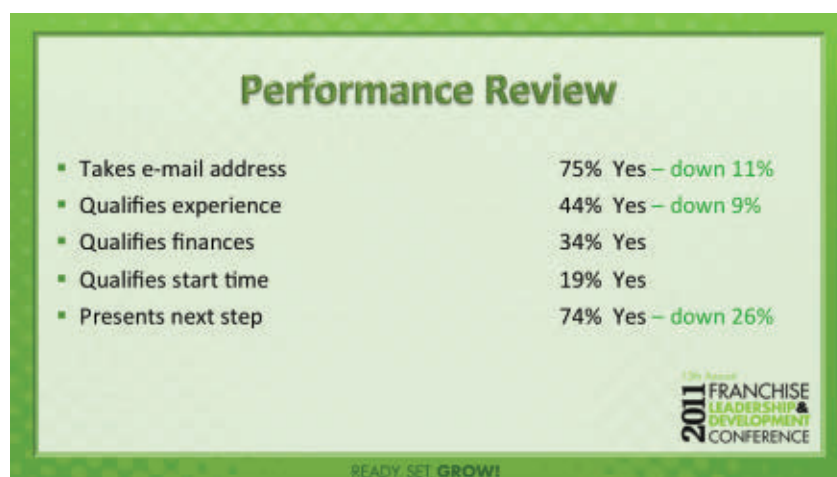 Performance Review
▪ Takes e-mail address 75% Yes – down 11%
▪ Qualifies experience 44% Yes – down 9%
▪ Qualifies finances 34% Yes
▪ Qualifies start time 19% Yes
▪ Presents next step 74% Yes – down 26%
Annual
2011
FRANCHISE
LEADERSHIP &
DEVELOPMENT
CONFERENCE
READY SET GROW!